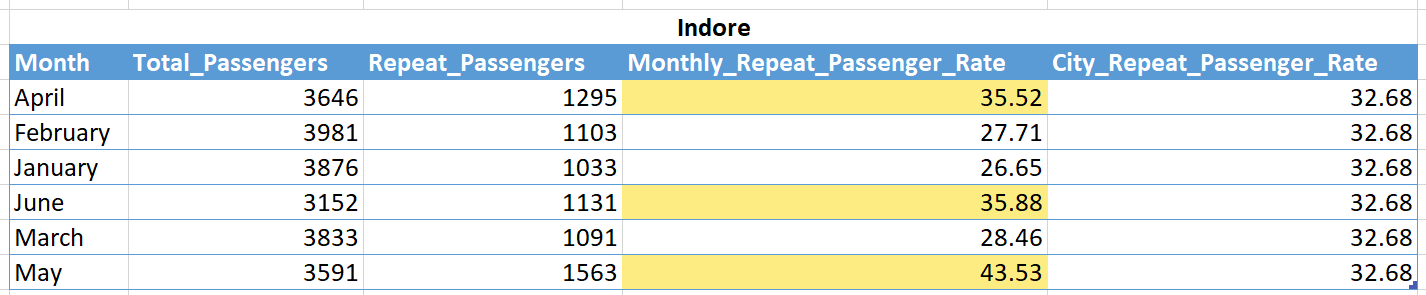 Indore
Month Total_Passengers Repeat_Passengers Monthly_Repeat_Passenger_Rate City_Repeat_Passenger_Rate
April 3646 1295 35.52 32.68
February 3981 1103 27.71 32.68
January 3876 1033 26.65 32.68
June 3152 1131 35.88 32.68
March 3833 1091 28.46 32.68
May 3591 1563 43.53 32.68